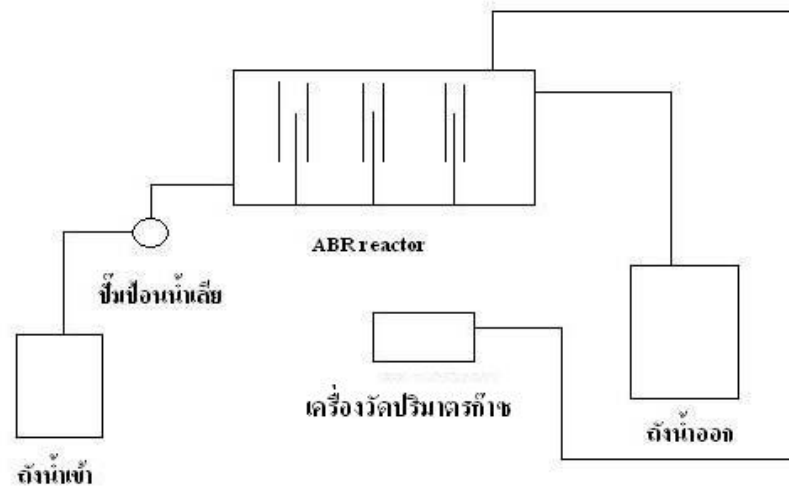 ABR reactor
ปั๊มป้อนน้ำเสีย
เครื่องวัดปริมาตรก๊าซ
ถังน้ำออก
ถังน้ำเข้า